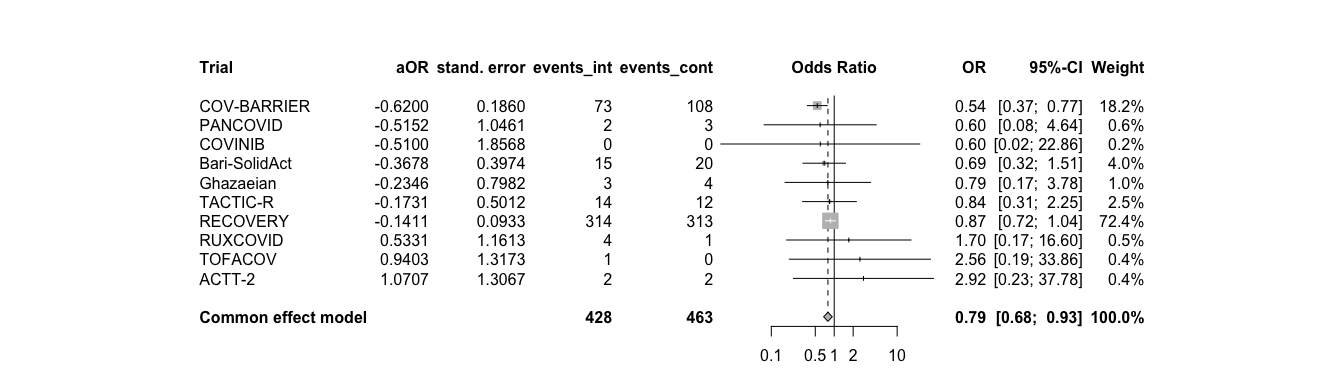 Trial aOR stand. error events_int events_cont Odds Ratio OR 95%-CI Weight
COV-BARRIER -0.6200 0.1860 73 108 0.54 [0.37; 0.77] 18.2%
PANCOVID -0.5152 1.0461 2 3 0.60 [0.08; 4.64] 0.6%
COVINIB -0.5100 1.8568 0 0 0.60 [0.02; 22.86] 0.2%
Bari-SolidAct -0.3678 0.3974 15 20 0.69 [0.32; 1.51] 4.0%
Ghazaeian -0.2346 0.7982 3 4 0.79 [0.17; 3.78] 1.0%
TACTIC-R -0.1731 0.5012 14 12 0.84 [0.31; 2.25] 2.5%
RECOVERY -0.1411 0.0933 314 313 0.87 [0.72; 1.04] 72.4%
RUXCOVID 0.5331 1.1613 4 1 1.70 [0.17; 16.60] 0.5%
TOFACOV 0.9403 1.3173 1 0 2.56 [0.19; 33.86] 0.4%
ACTT-2 1.0707 1.3067 2 2 2.92 [0.23; 37.78] 0.4%
Common effect model 428 463 0.79 [0.68; 0.93] 100.0%
0.1 0.5 1 2 10